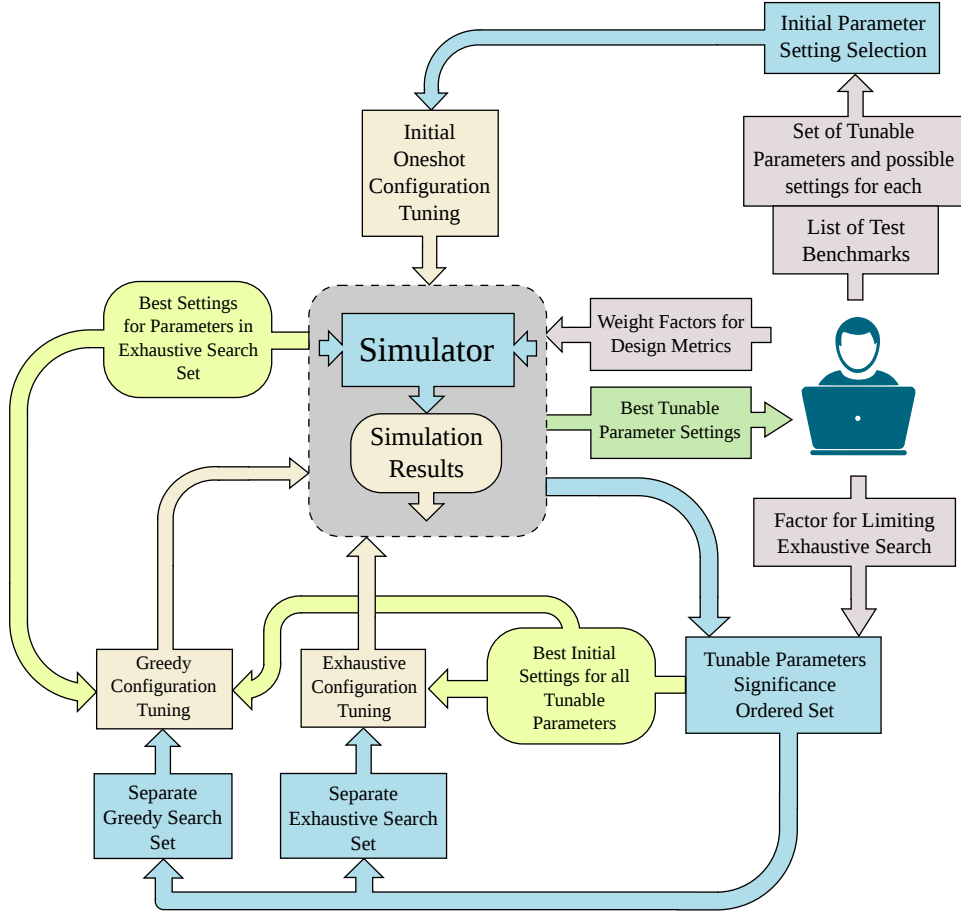 Initial Parameter
Setting Selection
Initial
Oneshot
Configuration
Tuning
Set of Tunable
Parameters and possible
settings for each
List of Test
Benchmarks
Best Settings
for Parameters in
Exhaustive Search
Set
Simulator
Weight Factors for
Design Metrics
Best Tunable
Parameter Settings
Simulation
Results
Factor for Limiting
Exhaustive Search
Greedy
Configuration
Tuning
Exhaustive
Configuration
Tuning
Best Initial
Settings for all
Tunable
Parameters
Tunable Parameters
Significance
Ordered Set
Separate
Greedy Search
Set
Separate
Exhaustive Search
Set